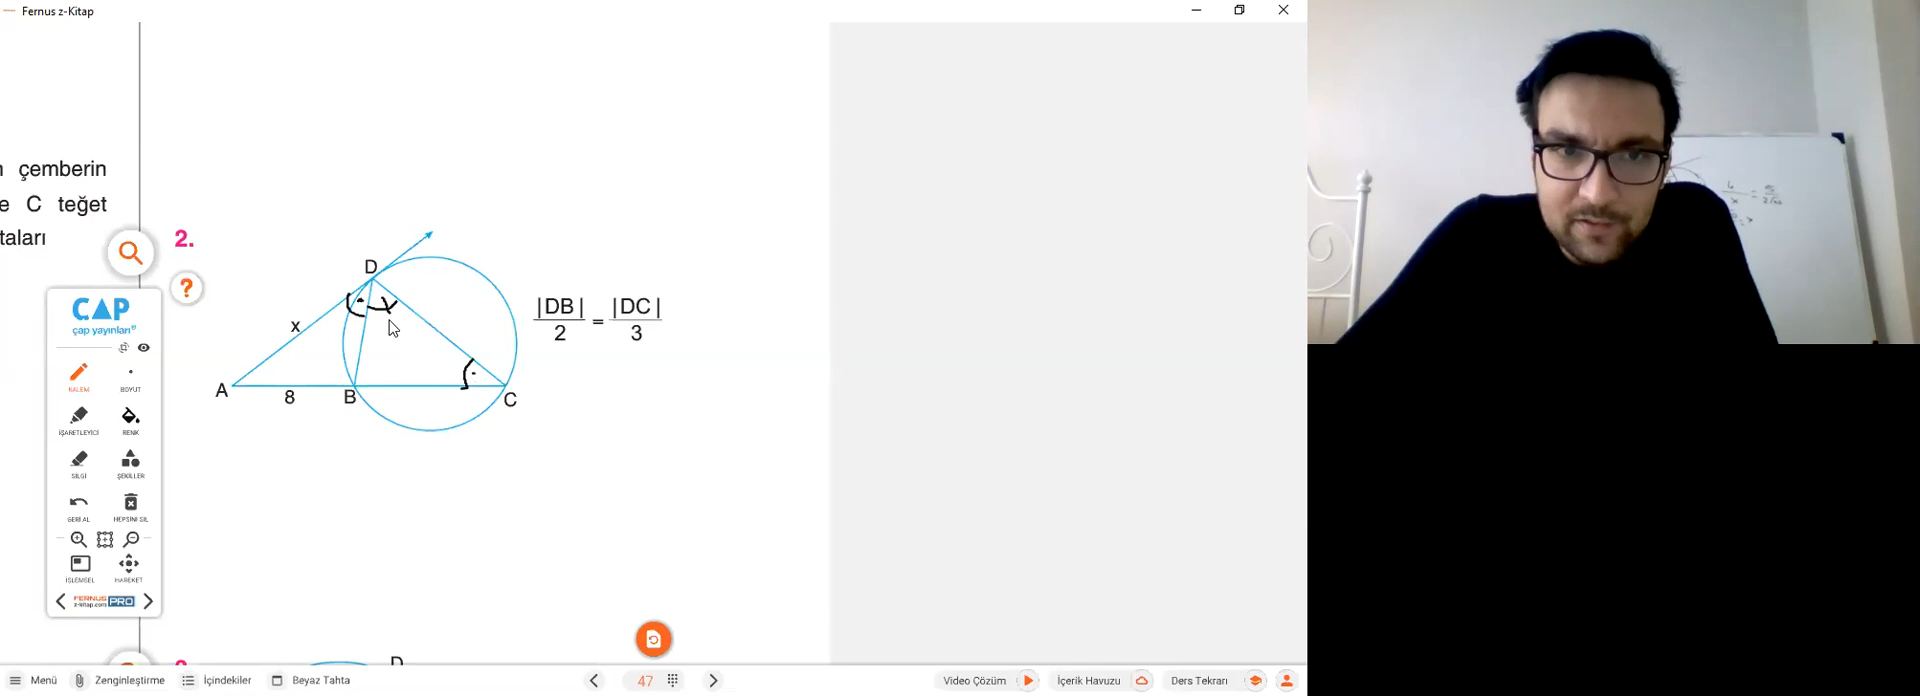 Fernus z-Kitap
n çemberin
e C teğet
taları
2.
?
ÇAP
çap yayınları
KALEM
BOYUT
İŞARETLEYİCİ
RENK
SİLGİ
ŞEKİLLER
GERİ AL
HEPSİNİ SİL
İŞLEMSEL
HAREKET
FERNUS
z-kitap.com PRO
D
x
A
8
B
C
|DB| / 2 = |DC| / 3
D
Menü
Zenginleştirme
İçindekiler
Beyaz Tahta
47
Video Çözüm
İçerik Havuzu
Ders Tekrarı